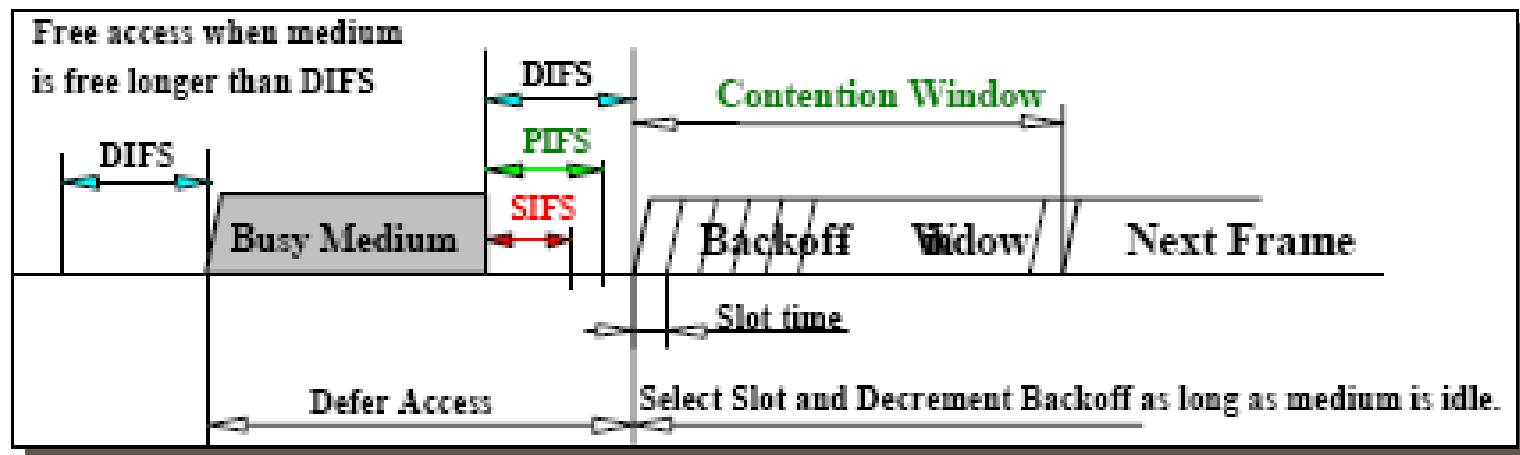 Free access when medium
is free longer than DIFS
DIFS
Contention Window
PIFS
DIFS
SIFS
Busy Medium
Backoff
Next Frame
Slot time
Defer Access
Select Slot and Decrement Backoff as long as medium is idle.